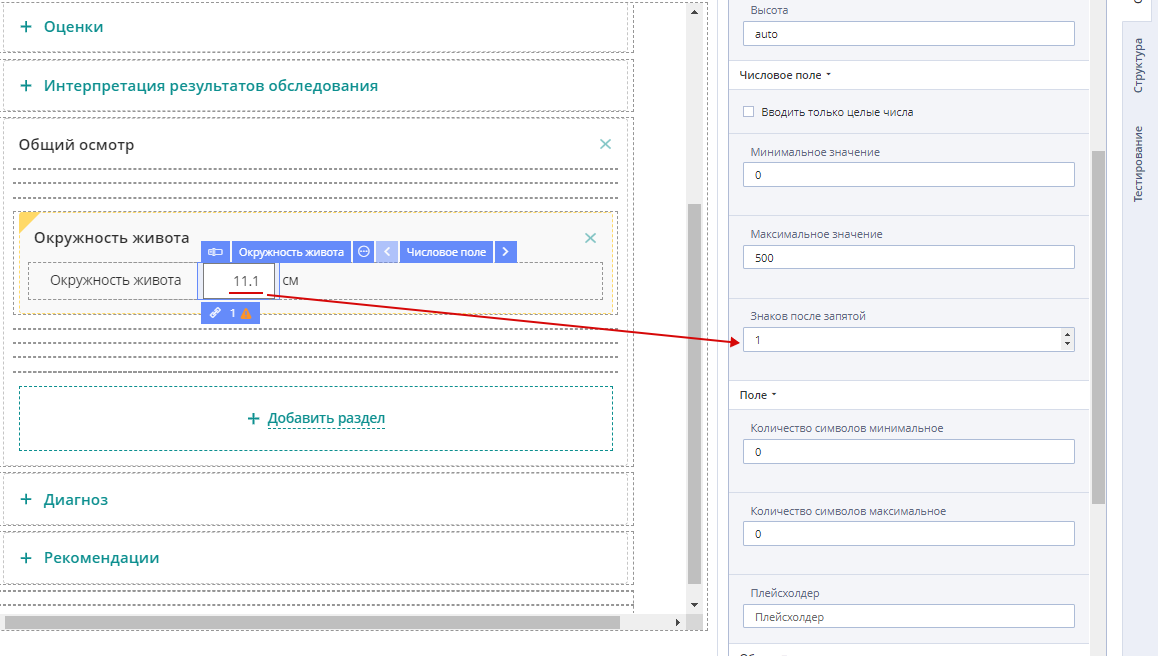 + Оценки
+ Интерпретация результатов обследования
Общий осмотр
Окружность живота
Окружность живота
Числовое поле
Окружность живота
11.1
см
1
+ Добавить раздел
+ Диагноз
+ Рекомендации
Высота
auto
Числовое поле
Вводить только целые числа
Минимальное значение
0
Максимальное значение
500
Знаков после запятой
1
Поле
Количество символов минимальное
0
Количество символов максимальное
0
Плейсхолдер
Плейсхолдер
Структура
Тестирование